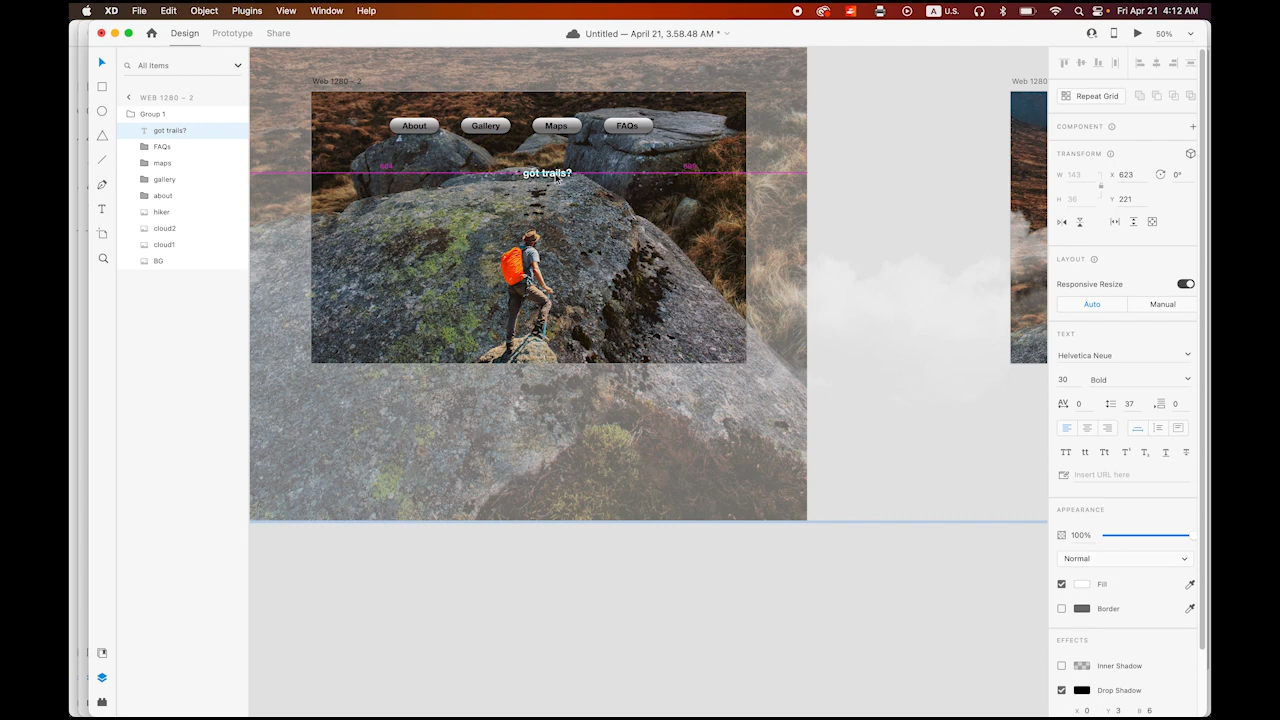 XD File Edit Object Plugins View Window Help A U.S. Fri Apr 21 4:12 AM
Design Prototype Share Untitled — April 21, 3.58.48 AM * 50%
All Items
WEB 1280 – 2
Group 1
got trails?
FAQs
maps
gallery
about
hiker
cloud2
cloud1
BG
Web 1280 – 2
Web 1280
About Gallery Maps FAQs
got trails?
Repeat Grid
COMPONENT
TRANSFORM
W 143 X 623 0°
H 36 Y 221
LAYOUT
Responsive Resize
Auto Manual
TEXT
Helvetica Neue
30 Bold
AV 0 37 0
TT tt Tt T¹ T₁ T T
Insert URL here
APPEARANCE
100%
Normal
Fill
Border
EFFECTS
Inner Shadow
Drop Shadow
X 0 Y 3 B 6